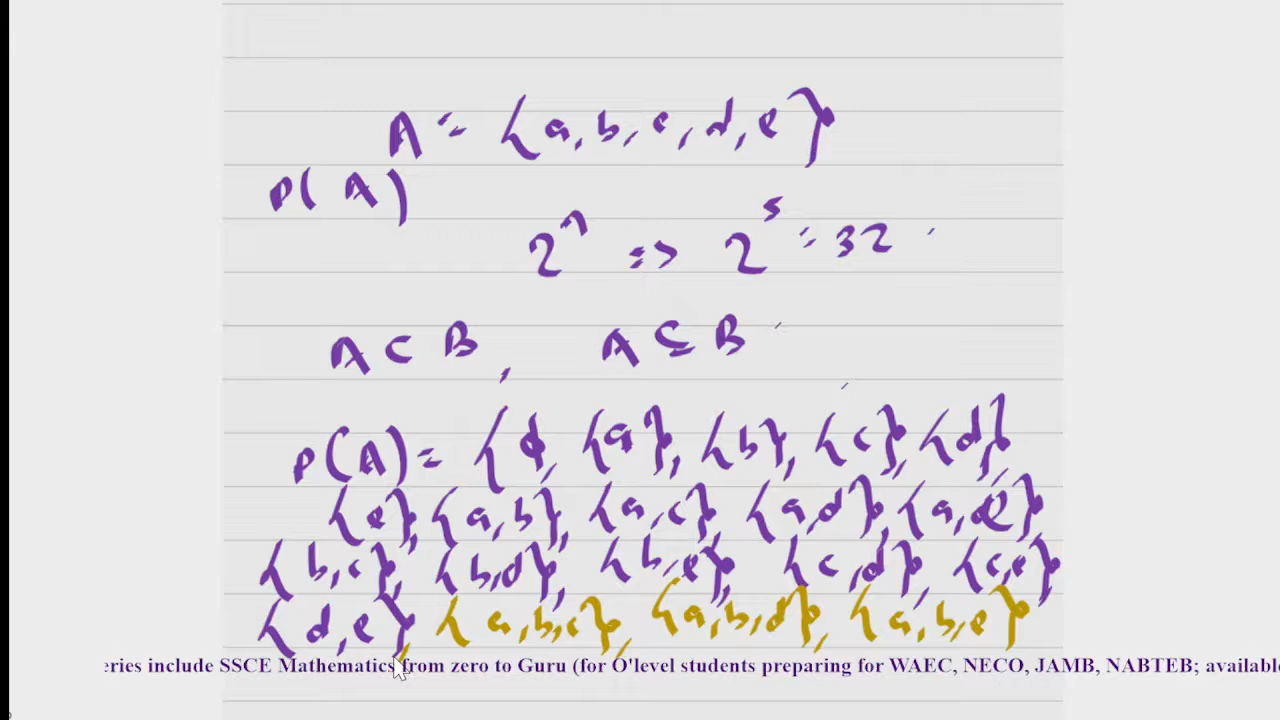 A = {a, b, c, d, e}
P(A)
2ⁿ => 2⁵ = 32
A ⊂ B, A ⊆ B
P(A) = {ϕ, {a}, {b}, {c}, {d}
{e}, {a, b}, {a, c}, {a, d}, {a, e}
{b, c}, {b, d}, {b, e}, {c, d}, {c, e}
{d, e}, {a, b, c}, {a, b, d}, {a, b, e}
eries include SSCE Mathematics from zero to Guru (for O'level students preparing for WAEC, NECO, JAMB, NABTEB; available